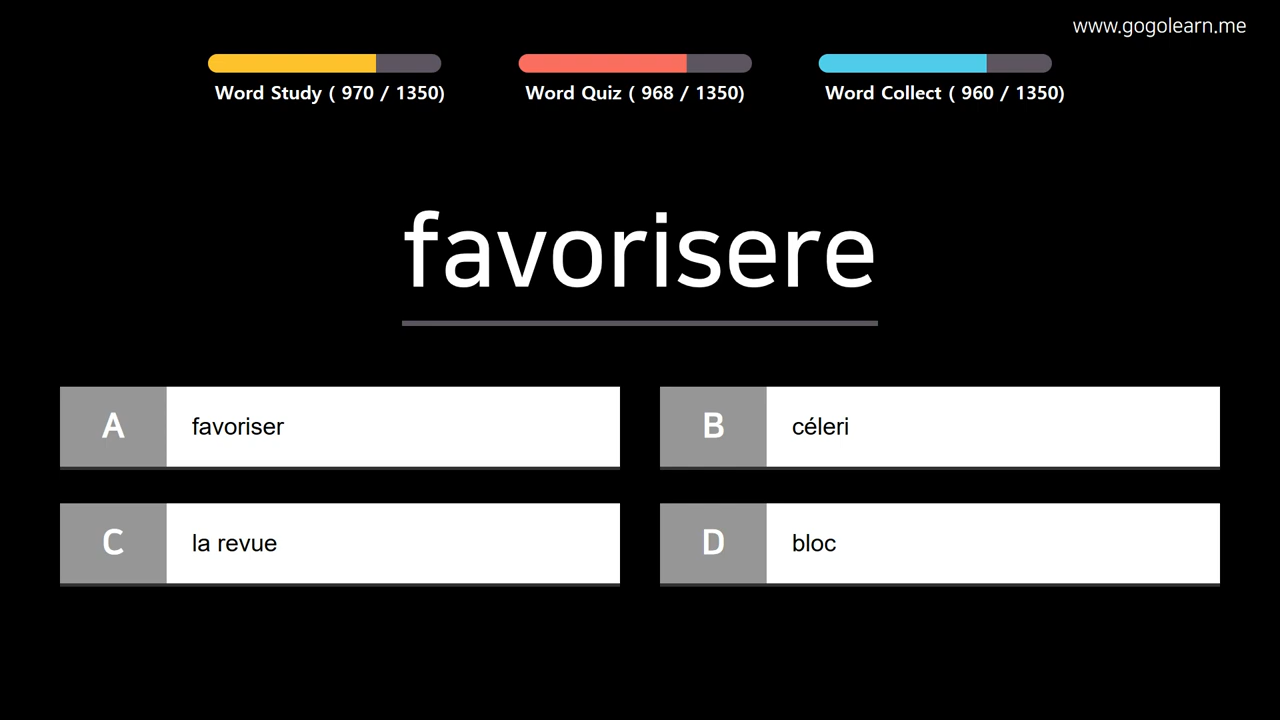 www.gogolearn.me
Word Study ( 970 / 1350)
Word Quiz ( 968 / 1350)
Word Collect ( 960 / 1350)
favorisere
A favoriser
B céleri
C la revue
D bloc